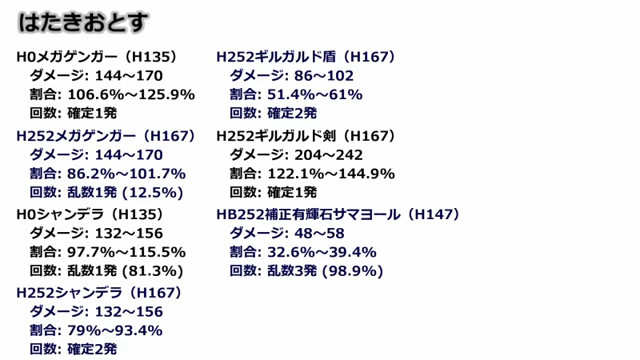 はたきおとす
H0メガゲンガー（H135）
ダメージ: 144～170
割合: 106.6%～125.9%
回数: 確定1発
H252メガゲンガー（H167）
ダメージ: 144～170
割合: 86.2%～101.7%
回数: 乱数1発 (12.5%)
H0シャンデラ（H135）
ダメージ: 132～156
割合: 97.7%～115.5%
回数: 乱数1発 (81.3%)
H252シャンデラ（H167）
ダメージ: 132～156
割合: 79%～93.4%
回数: 確定2発
H252ギルガルド盾（H167）
ダメージ: 86～102
割合: 51.4%～61%
回数: 確定2発
H252ギルガルド剣（H167）
ダメージ: 204～242
割合: 122.1%～144.9%
回数: 確定1発
HB252補正有輝石サマヨール（H147）
ダメージ: 48～58
割合: 32.6%～39.4%
回数: 乱数3発 (98.9%)